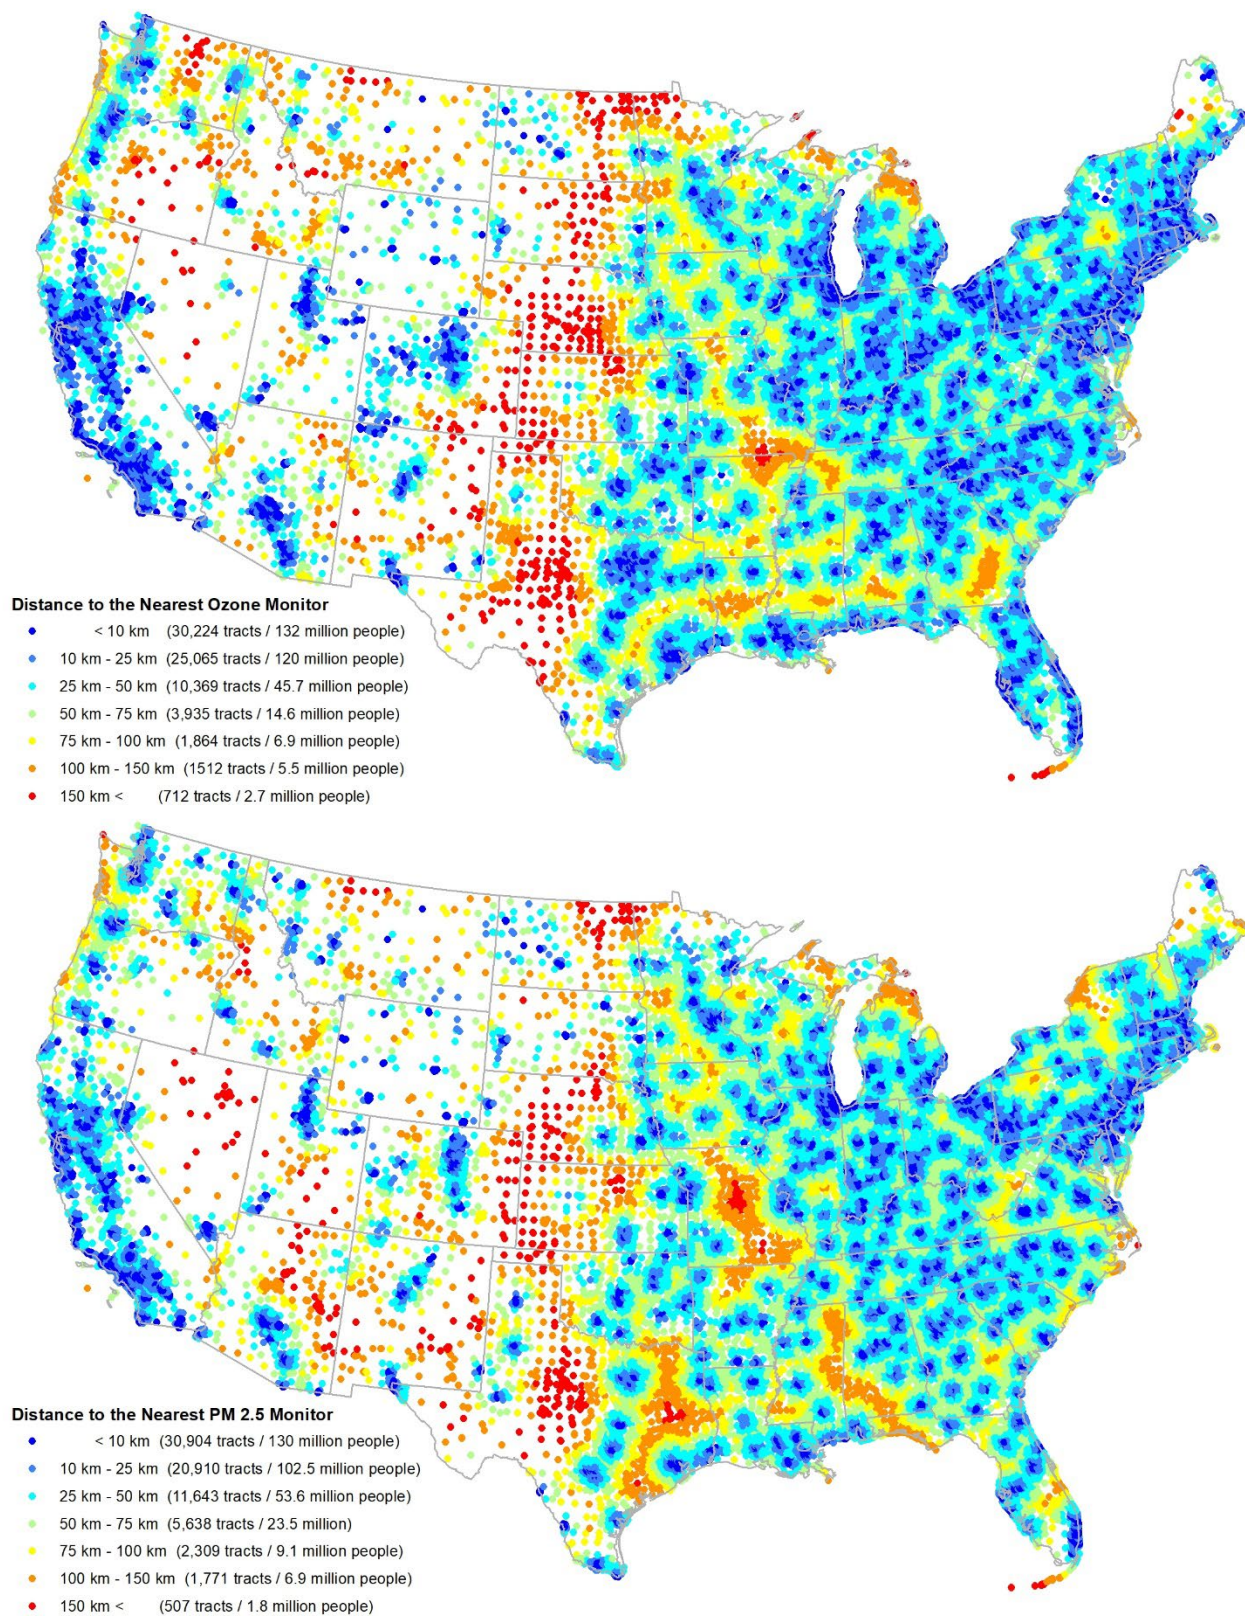 Distance to the Nearest Ozone Monitor
< 10 km (30,224 tracts / 132 million people)
10 km - 25 km (25,065 tracts / 120 million people)
25 km - 50 km (10,369 tracts / 45.7 million people)
50 km - 75 km (3,935 tracts / 14.6 million people)
75 km - 100 km (1,864 tracts / 6.9 million people)
100 km - 150 km (1512 tracts / 5.5 million people)
150 km < (712 tracts / 2.7 million people)
Distance to the Nearest PM 2.5 Monitor
< 10 km (30,904 tracts / 130 million people)
10 km - 25 km (20,910 tracts / 102.5 million people)
25 km - 50 km (11,643 tracts / 53.6 million people)
50 km - 75 km (5,638 tracts / 23.5 million)
75 km - 100 km (2,309 tracts / 9.1 million people)
100 km - 150 km (1,771 tracts / 6.9 million people)
150 km < (507 tracts / 1.8 million people)